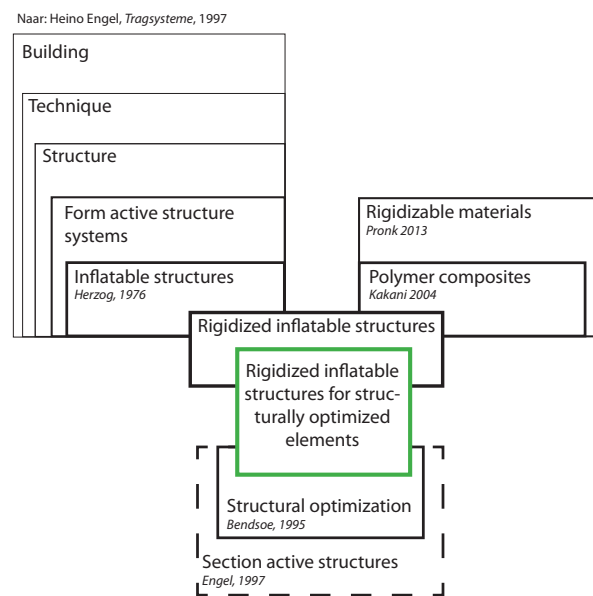 Naar: Heino Engel, Tragsysteme, 1997
Building
Technique
Structure
Form active structure
systems
Inflatable structures
Herzog, 1976
Rigidizable materials
Pronk 2013
Polymer composites
Kakani 2004
Rigidized inflatable structures
Rigidized inflatable
structures for struc-
turally optimized
elements
Structural optimization
Bendsoe, 1995
Section active structures
Engel, 1997